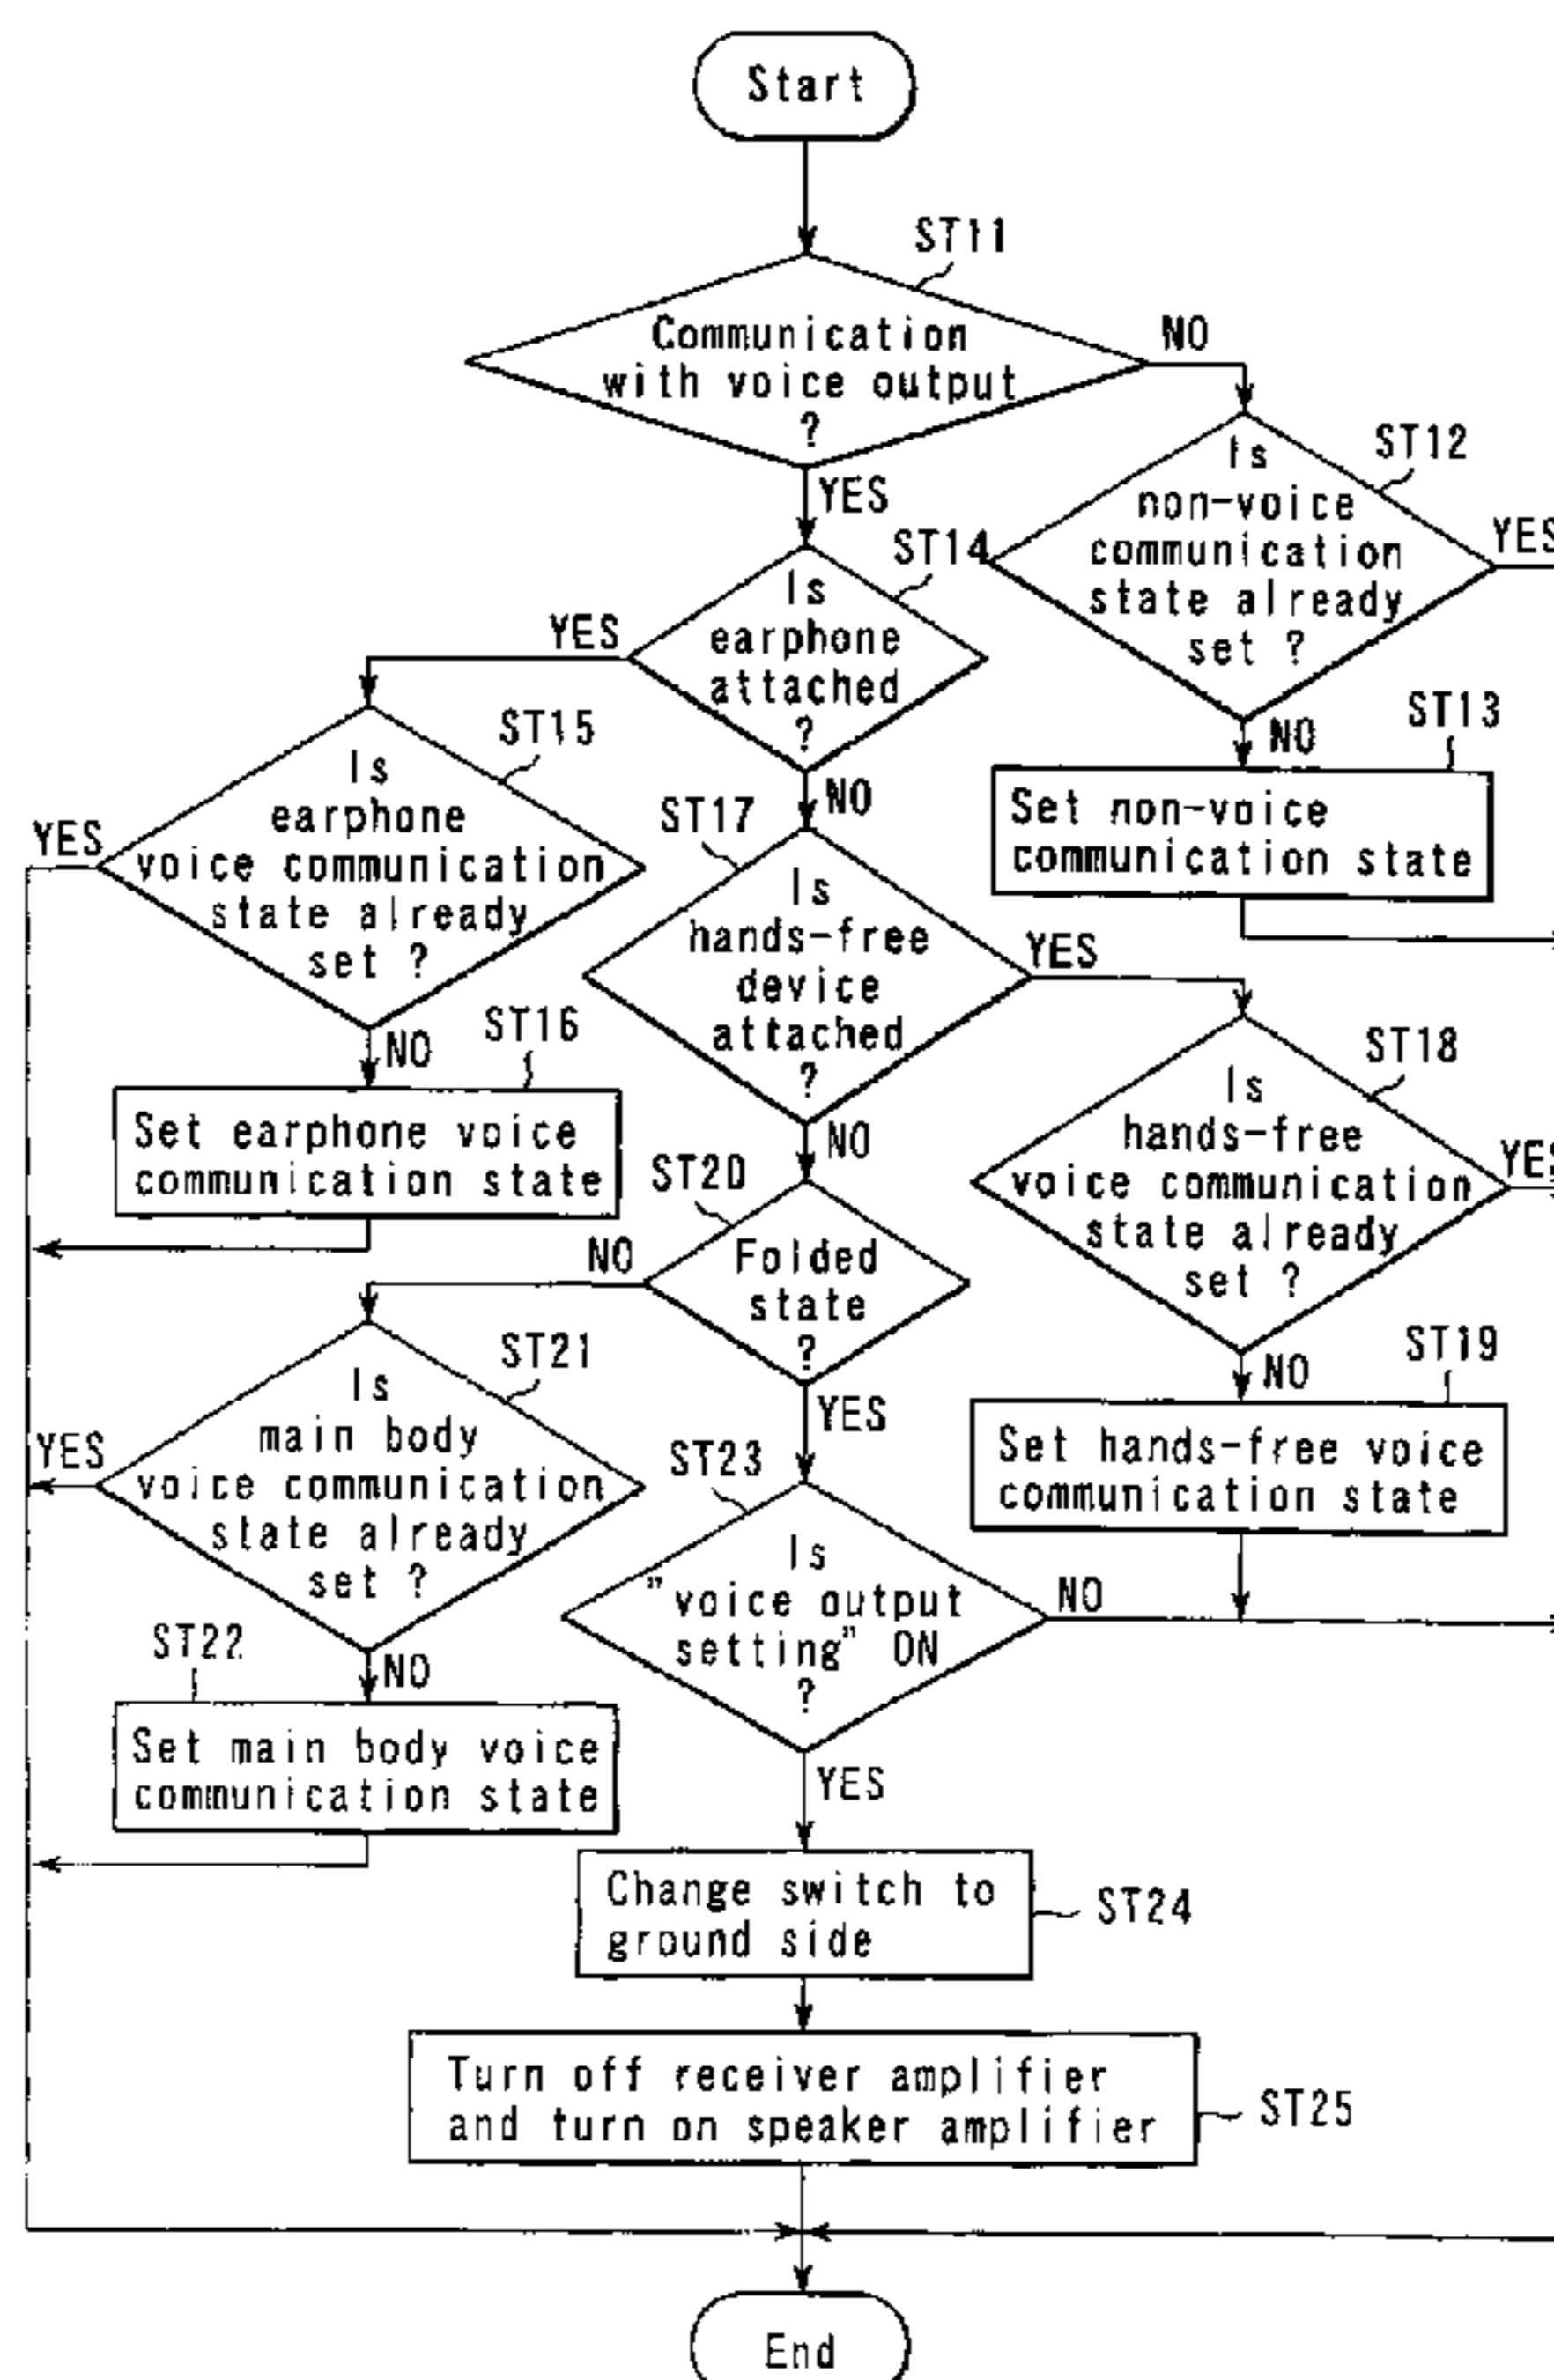 Start
ST11
Communication
with voice output
?
NO
YES
ST12
Is
non-voice
communication
state already
set ?
YES
NO
ST13
Set non-voice
communication state
ST14
Is
earphone
attached
?
YES
NO
ST15
Is
earphone
voice communication
state already
set ?
YES
NO
ST16
Set earphone voice
communication state
ST17
Is
hands-free
device
attached
?
YES
NO
ST18
Is
hands-free
voice communication
state already
set ?
YES
NO
ST19
Set hands-free voice
communication state
ST20
Folded
state
?
NO
YES
ST21
Is
main body
voice communication
state already
set ?
YES
NO
ST22
Set main body voice
communication state
ST23
Is
"voice output
setting" ON
?
NO
YES
Change switch to
ground side
ST24
Turn off receiver amplifier
and turn on speaker amplifier
ST25
End